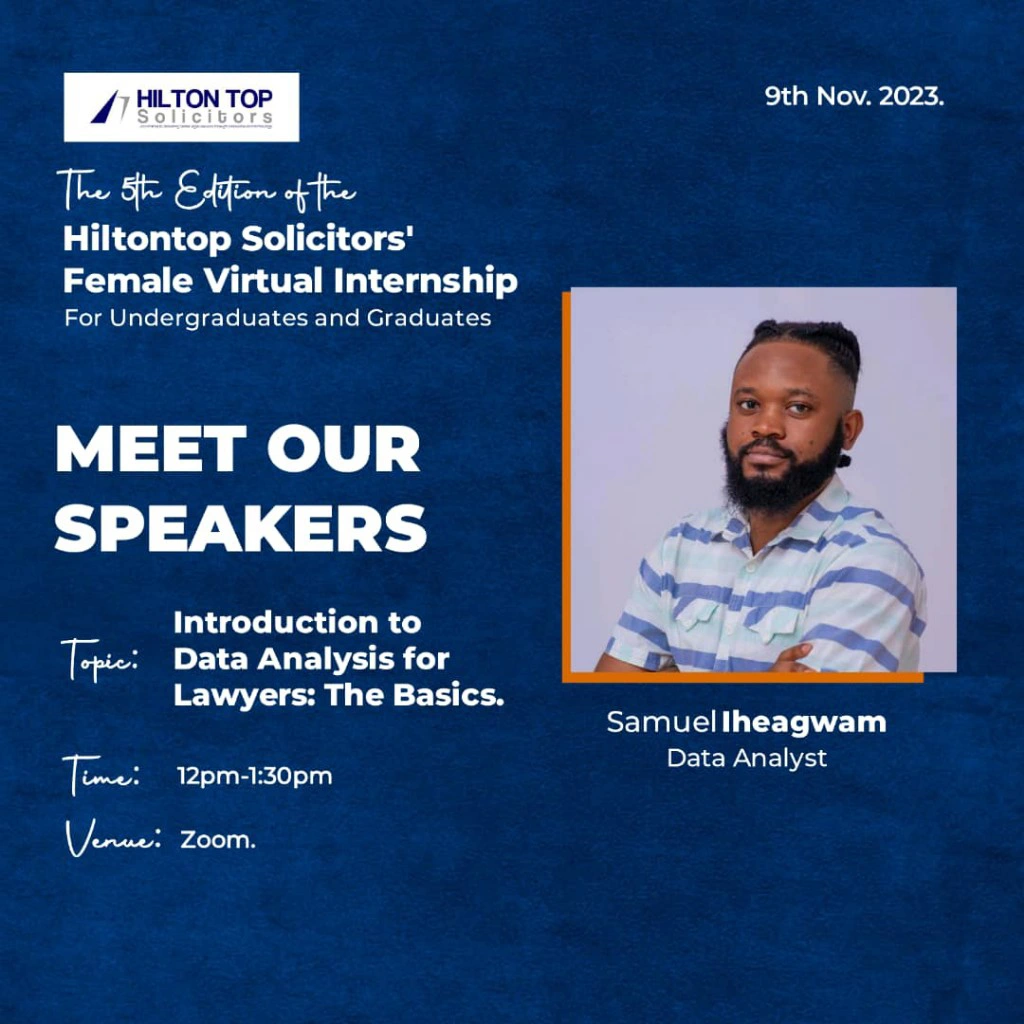 HILTON TOP
Solicitors
9th Nov. 2023.
The 5th Edition of the
Hiltontop Solicitors'
Female Virtual Internship
For Undergraduates and Graduates
MEET OUR
SPEAKERS
Topic:
Introduction to
Data Analysis for
Lawyers: The Basics.
Time: 12pm-1:30pm
Venue: Zoom.
Samuel Iheagwam
Data Analyst